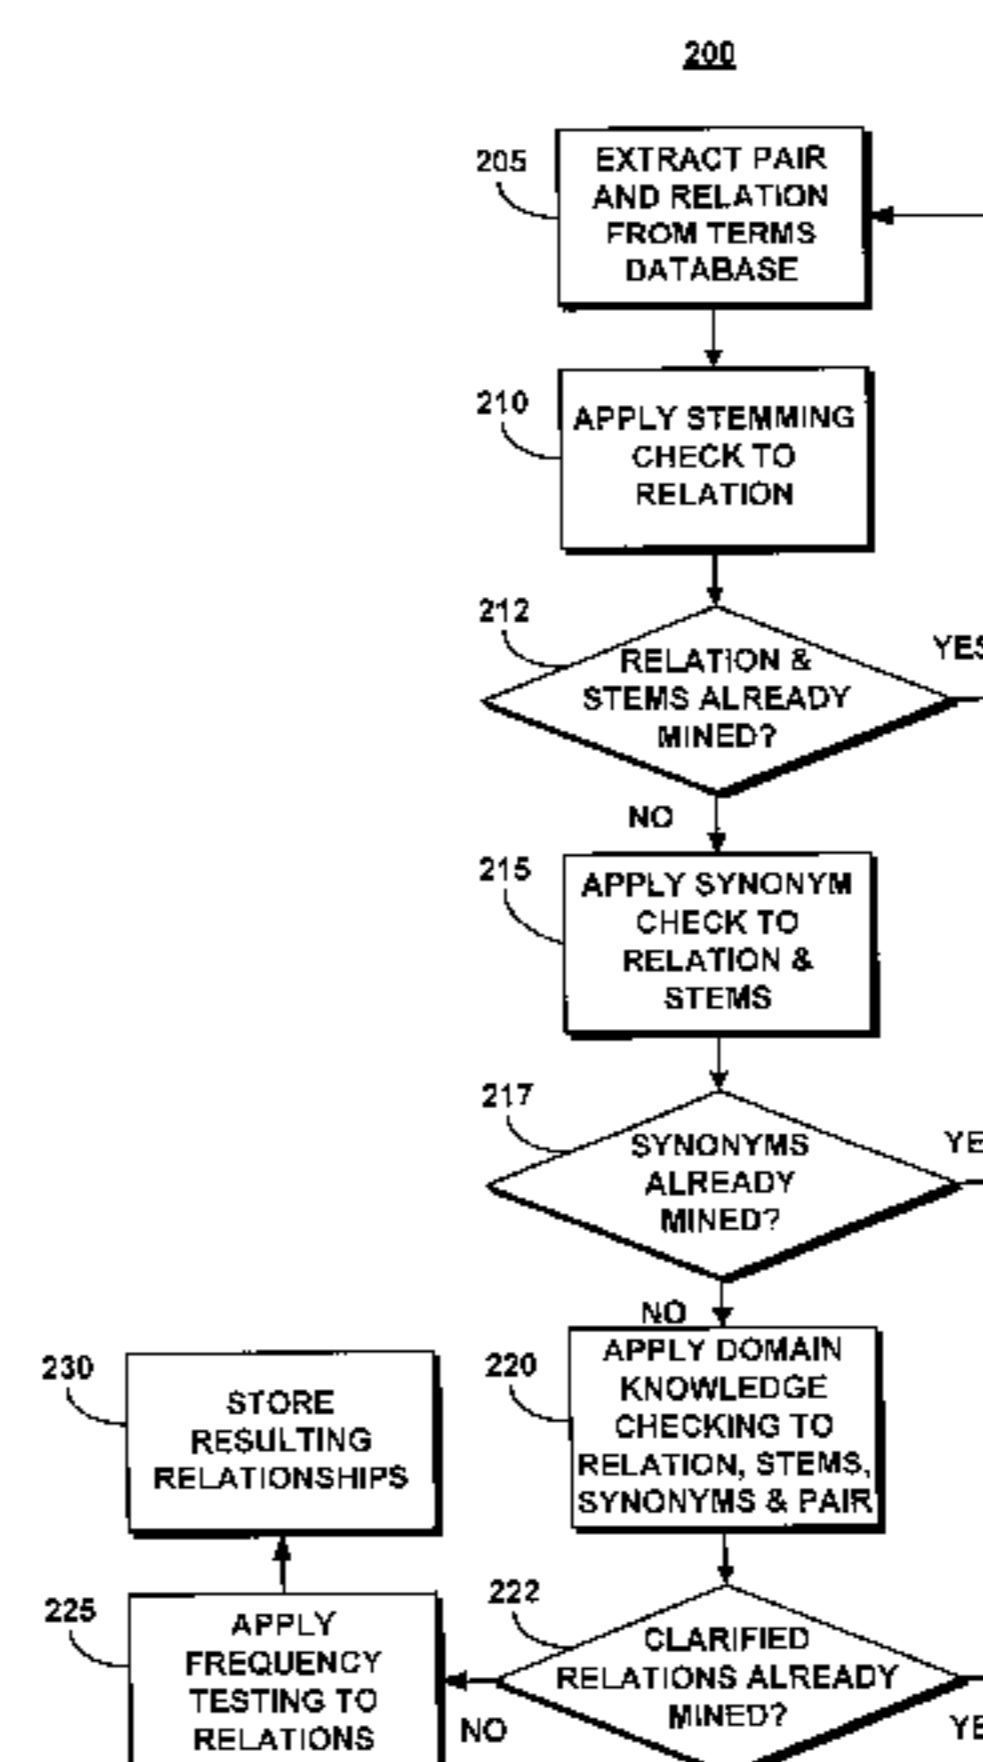 200
205
EXTRACT PAIR
AND RELATION
FROM TERMS
DATABASE
210
APPLY STEMMING
CHECK TO
RELATION
212
RELATION &
STEMS ALREADY
MINED?
YES
NO
215
APPLY SYNONYM
CHECK TO
RELATION &
STEMS
217
SYNONYMS
ALREADY
MINED?
YE
NO
220
APPLY DOMAIN
KNOWLEDGE
CHECKING TO
RELATION, STEMS,
SYNONYMS & PAIR
230
STORE
RESULTING
RELATIONSHIPS
222
CLARIFIED
RELATIONS ALREADY
MINED?
YE
NO
225
APPLY
FREQUENCY
TESTING TO
RELATIONS